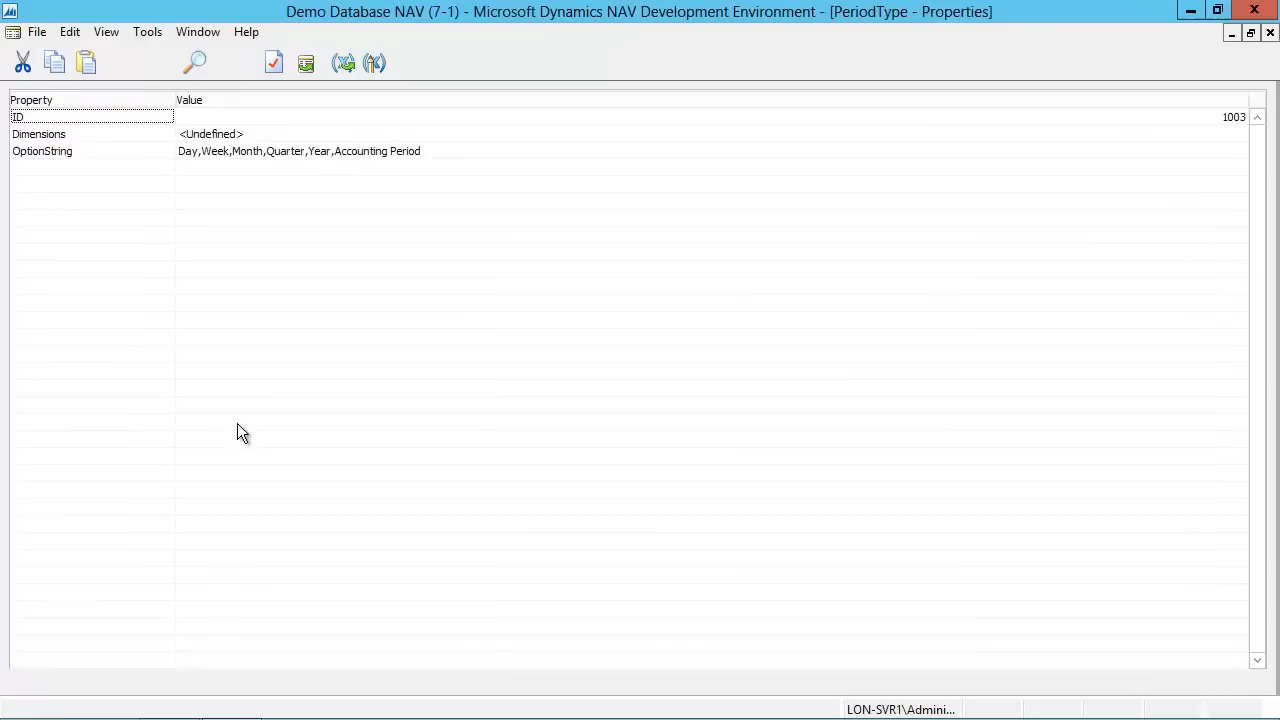 Demo Database NAV (7-1) - Microsoft Dynamics NAV Development Environment - [PeriodType - Properties]
File Edit View Tools Window Help
Property Value
ID 1003
Dimensions <Undefined>
OptionString Day,Week,Month,Quarter,Year,Accounting Period
LON-SVR1\Admini...